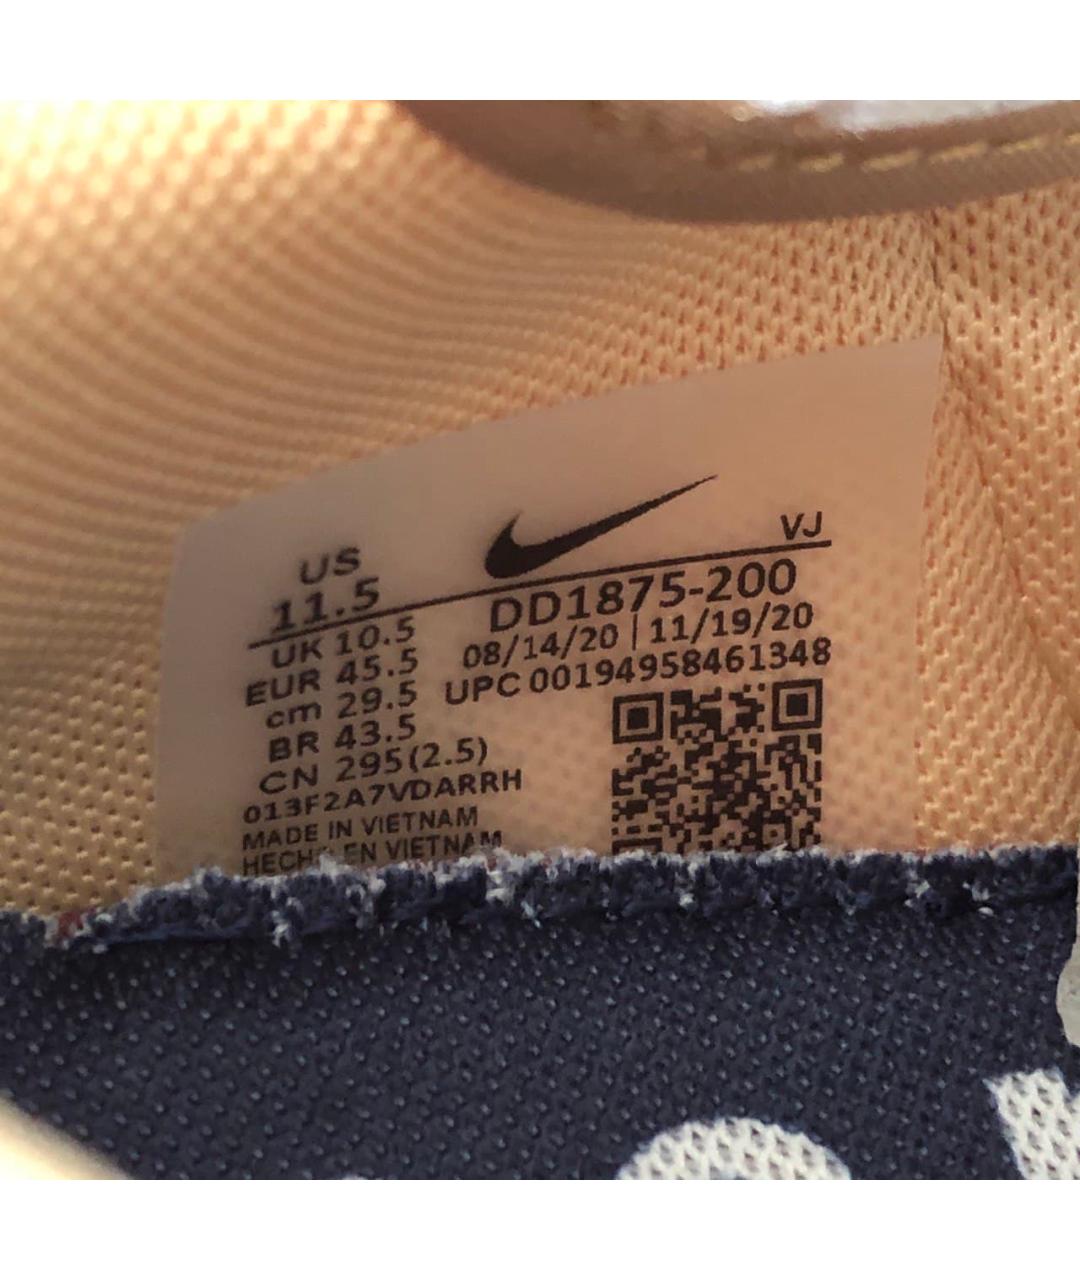 US
11.5
VJ
UK 10.5
EUR 45.5
cm 29.5
BR 43.5
CN 295(2.5)
DD1875-200
08/14/20 | 11/19/20
UPC 00194958461348
013F2A7VDARRH
MADE IN VIETNAM
HECHO EN VIETNAM